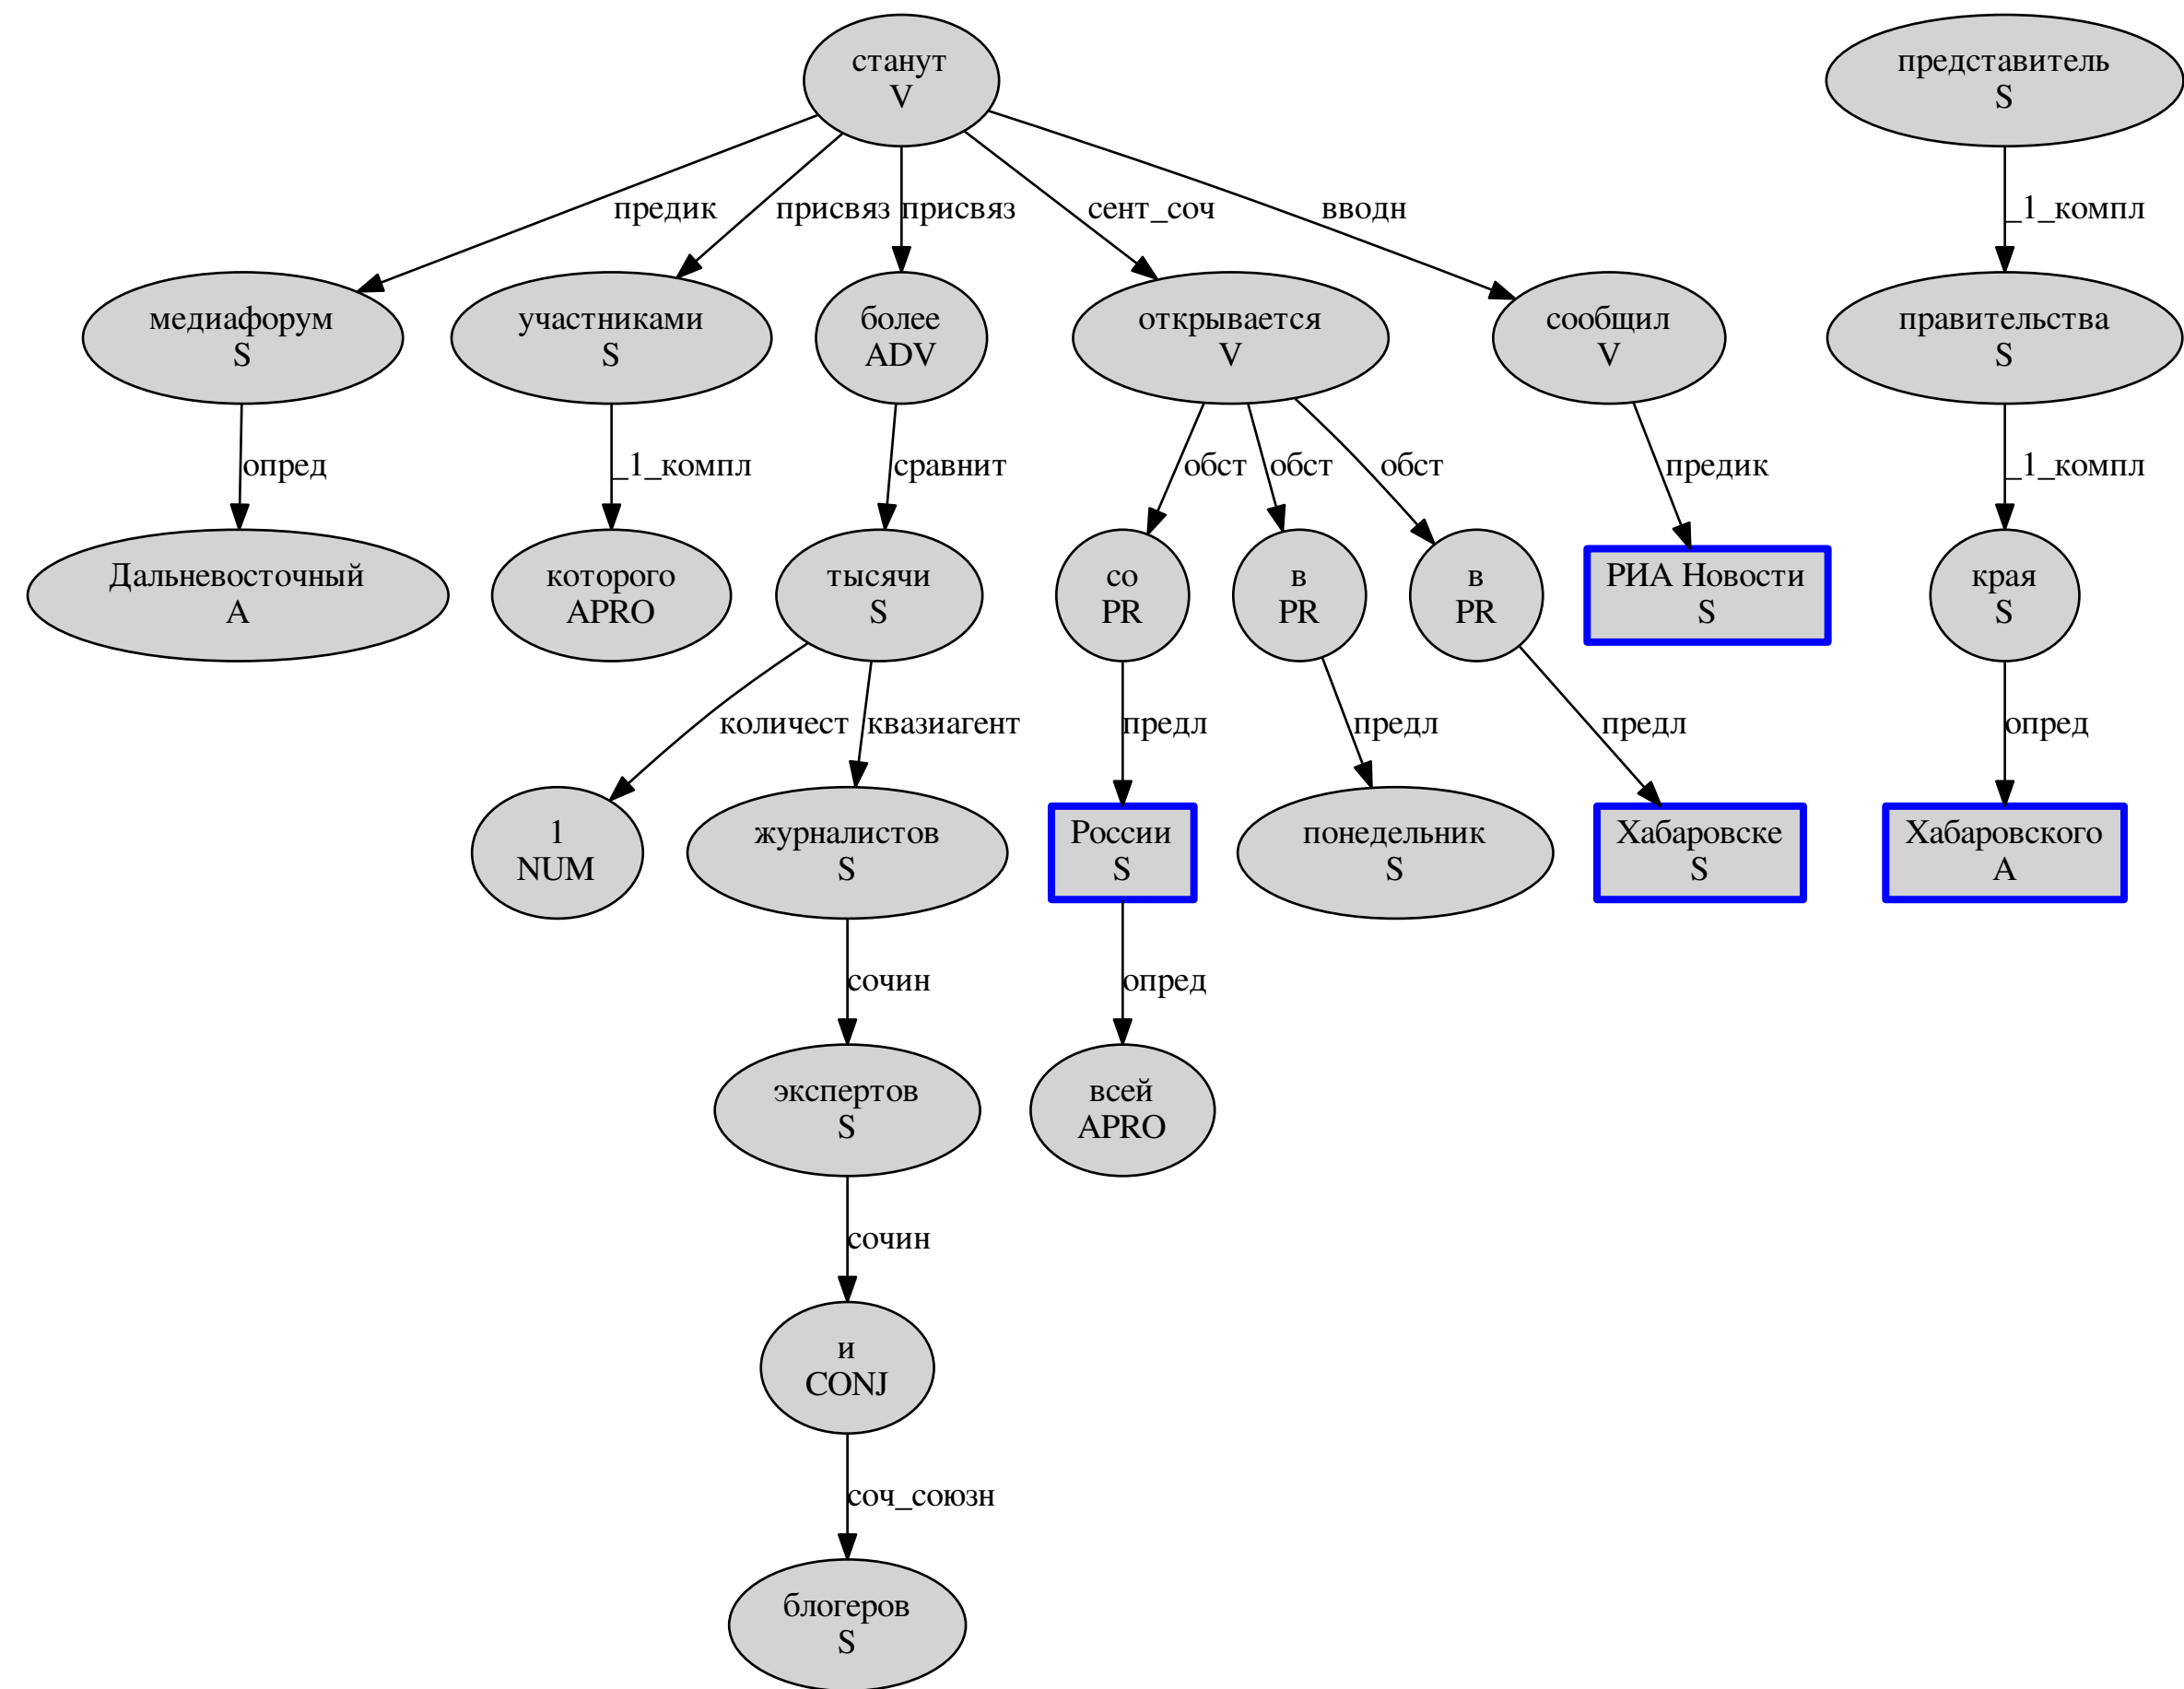 станут
V
представитель
S
предик
присвяз
присвяз
сент_соч
вводн
_1_компл
медиафорум
S
участниками
S
более
ADV
открывается
V
сообщил
V
правительства
S
опред
_1_компл
сравнит
обст
обст
обст
предик
_1_компл
Дальневосточный
A
которого
APRO
тысячи
S
со
PR
в
PR
в
PR
РИА Новости
S
края
S
количест
квазиагент
предл
предл
предл
опред
1
NUM
журналистов
S
России
S
понедельник
S
Хабаровске
S
Хабаровского
A
сочин
опред
экспертов
S
всей
APRO
сочин
и
CONJ
соч_союзн
блогеров
S